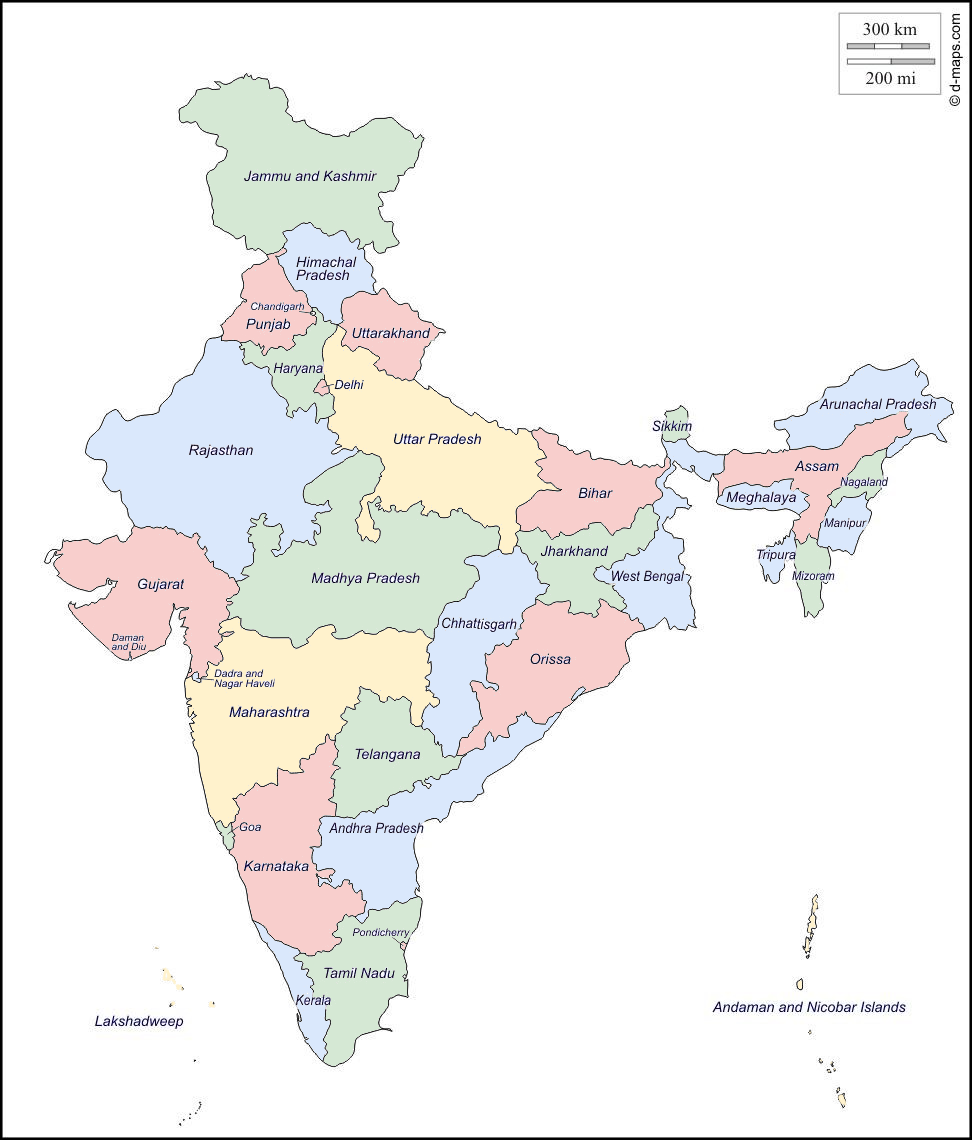 300 km
200 mi
© d-maps.com
Jammu and Kashmir
Himachal
Pradesh
Chandigarh
Punjab
Uttarakhand
Haryana
Delhi
Arunachal Pradesh
Sikkim
Uttar Pradesh
Rajasthan
Assam
Nagaland
Bihar
Meghalaya
Manipur
Jharkhand
Tripura
Madhya Pradesh
West Bengal
Mizoram
Gujarat
Chhattisgarh
Daman
and Diu
Orissa
Dadra and
Nagar Haveli
Maharashtra
Telangana
Goa
Andhra Pradesh
Karnataka
Pondicherry
Tamil Nadu
Kerala
Andaman and Nicobar Islands
Lakshadweep